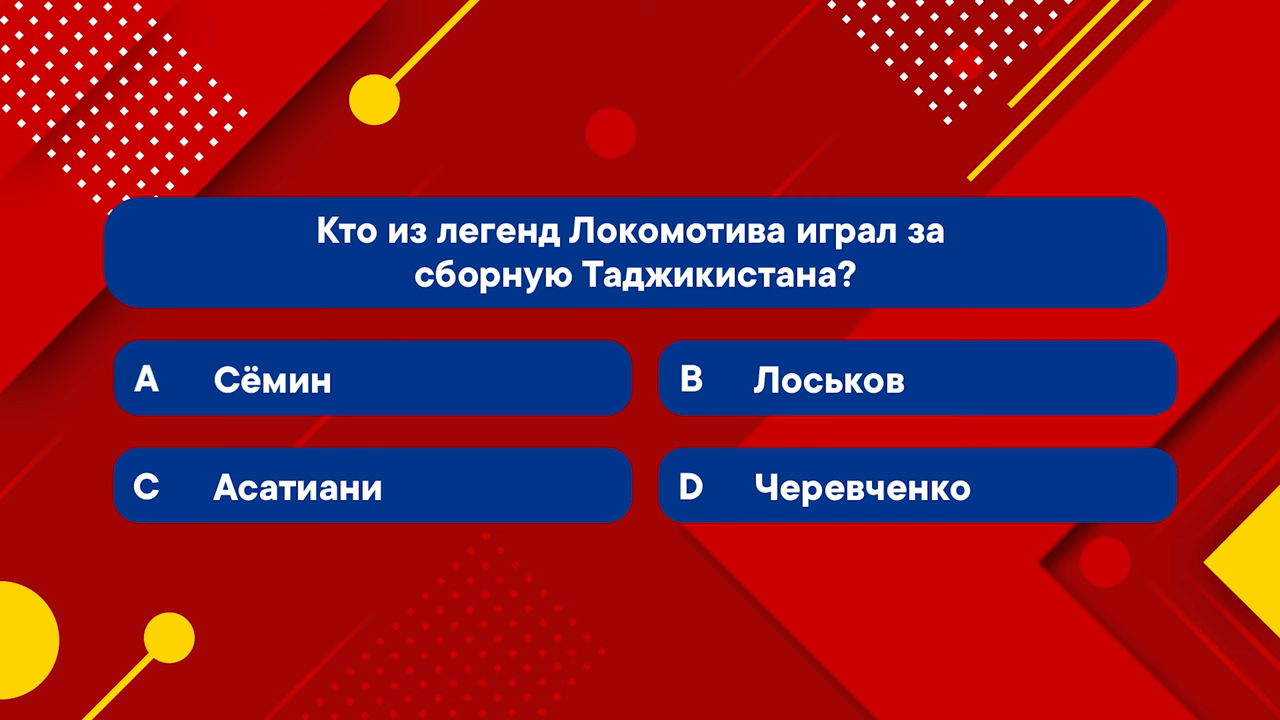 Кто из легенд Локомотива играл за
сборную Таджикистана?
A Сёмин
B Лоськов
C Асатиани
D Черевченко